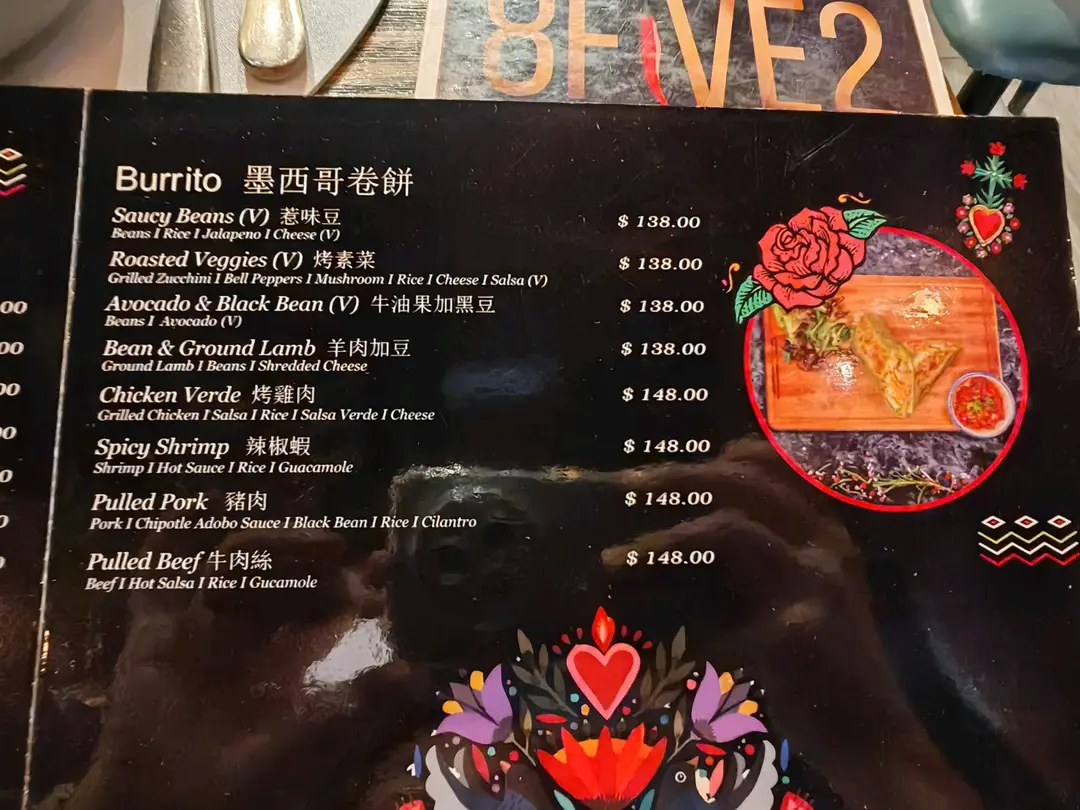 8FIVE2
Burrito 墨西哥卷餅
Saucy Beans (V) 惹味豆 $ 138.00
Beans I Rice I Jalapeno I Cheese (V)
Roasted Veggies (V) 烤素菜 $ 138.00
Grilled Zucchini I Bell Peppers I Mushroom I Rice I Cheese I Salsa (V)
Avocado & Black Bean (V) 牛油果加黑豆 $ 138.00
Beans I Avocado (V)
Bean & Ground Lamb 羊肉加豆 $ 138.00
Ground Lamb I Beans I Shredded Cheese
Chicken Verde 烤雞肉 $ 148.00
Grilled Chicken I Salsa I Rice I Salsa Verde I Cheese
Spicy Shrimp 辣椒蝦 $ 148.00
Shrimp I Hot Sauce I Rice I Guacamole
Pulled Pork 豬肉 $ 148.00
Pork I Chipotle Adobo Sauce I Black Bean I Rice I Cilantro
Pulled Beef 牛肉絲 $ 148.00
Beef I Hot Salsa I Rice I Gucamole